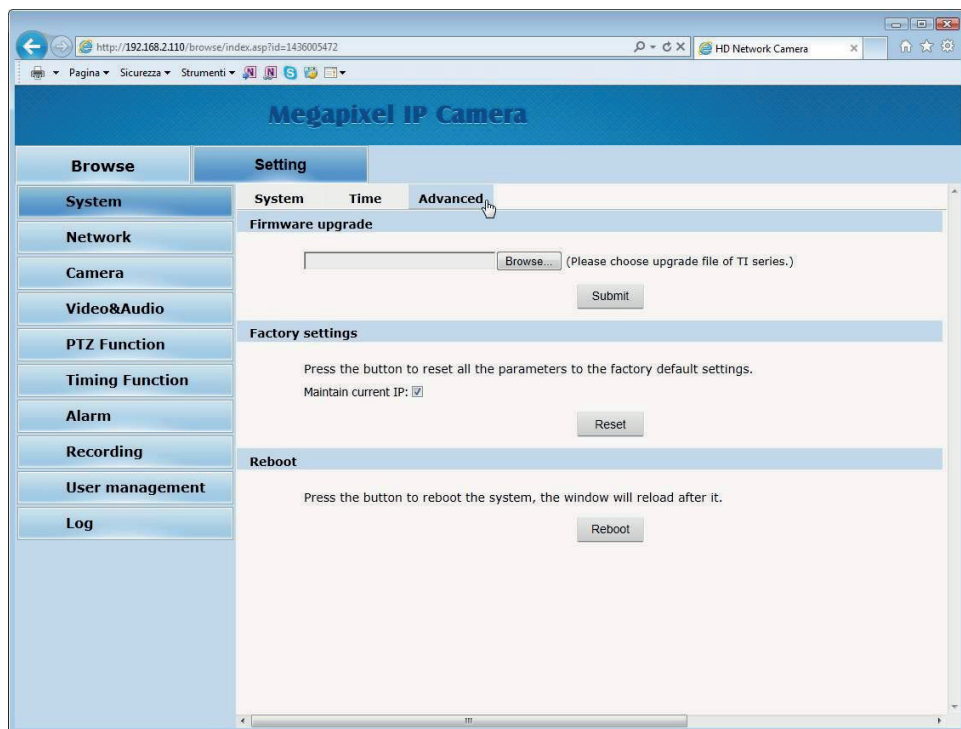 http://192.168.2.110/browse/index.asp?id=1436005472
HD Network Camera
Pagina Sicurezza Strumenti
Megapixel IP Camera
Browse Setting
System
Network
Camera
Video&Audio
PTZ Function
Timing Function
Alarm
Recording
User management
Log
System Time Advanced
Firmware upgrade
Browse... (Please choose upgrade file of TI series.)
Submit
Factory settings
Press the button to reset all the parameters to the factory default settings.
Maintain current IP:
Reset
Reboot
Press the button to reboot the system, the window will reload after it.
Reboot